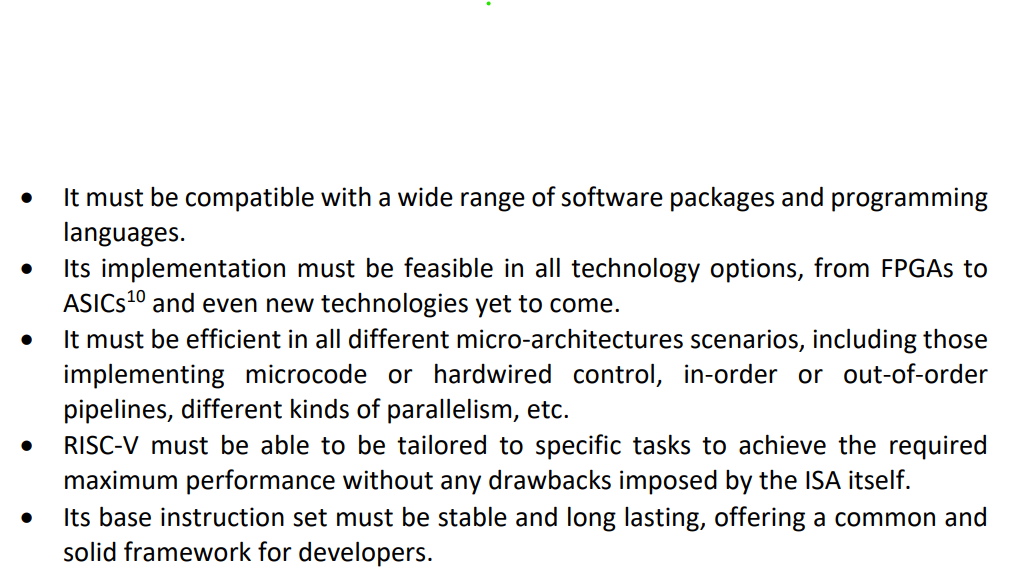 • It must be compatible with a wide range of software packages and programming
languages.
• Its implementation must be feasible in all technology options, from FPGAs to
ASICs¹⁰ and even new technologies yet to come.
• It must be efficient in all different micro-architectures scenarios, including those
implementing microcode or hardwired control, in-order or out-of-order
pipelines, different kinds of parallelism, etc.
• RISC-V must be able to be tailored to specific tasks to achieve the required
maximum performance without any drawbacks imposed by the ISA itself.
• Its base instruction set must be stable and long lasting, offering a common and
solid framework for developers.